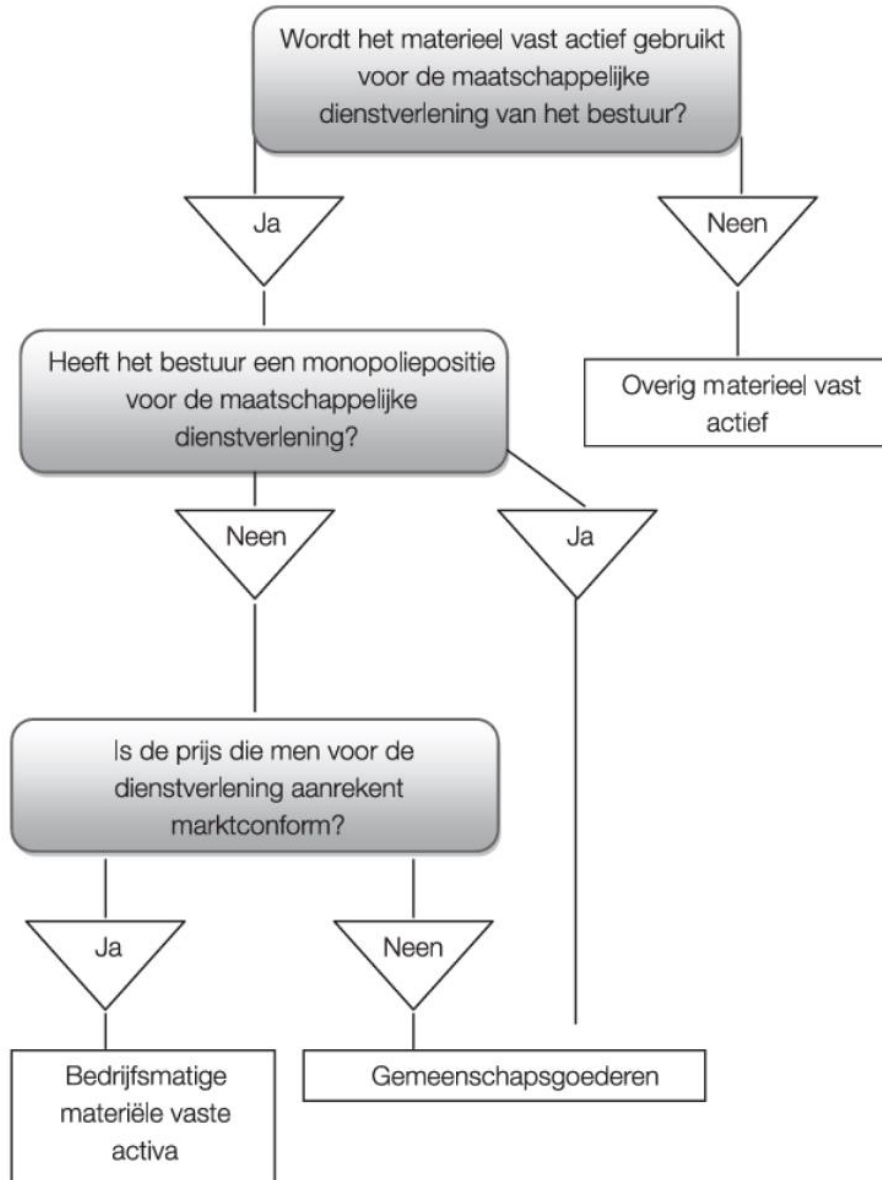 Wordt het materieel vast actief gebruikt
voor de maatschappelijke
dienstverlening van het bestuur?
Ja
Neen
Heeft het bestuur een monopoliepositie
voor de maatschappelijke
dienstverlening?
Overig materieel vast
actief
Neen
Ja
Is de prijs die men voor de
dienstverlening aanrekent
marktconform?
Ja
Neen
Bedrijfsmatige
materiële vaste
activa
Gemeenschapsgoederen